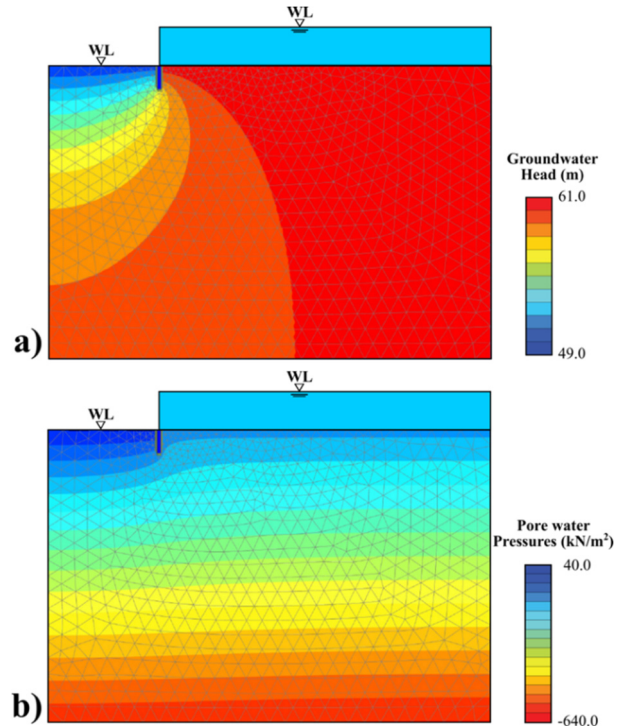 WL
WL
Groundwater
Head (m)
61.0
49.0
a)
WL
WL
Pore water
Pressures (kN/m²)
40.0
-640.0
b)